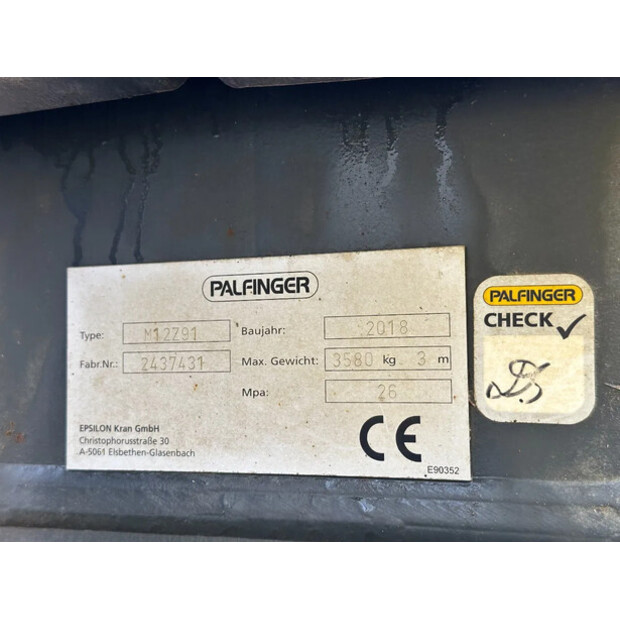 PALFINGER
Type: M12Z91
Baujahr: 2018
Fabr.Nr.: 2437431
Max. Gewicht: 3580 kg 3 m
Mpa: 26
EPSILON Kran GmbH
Christophorusstraße 30
A-5061 Elsbethen-Glasenbach
CE
E90352
PALFINGER
CHECK